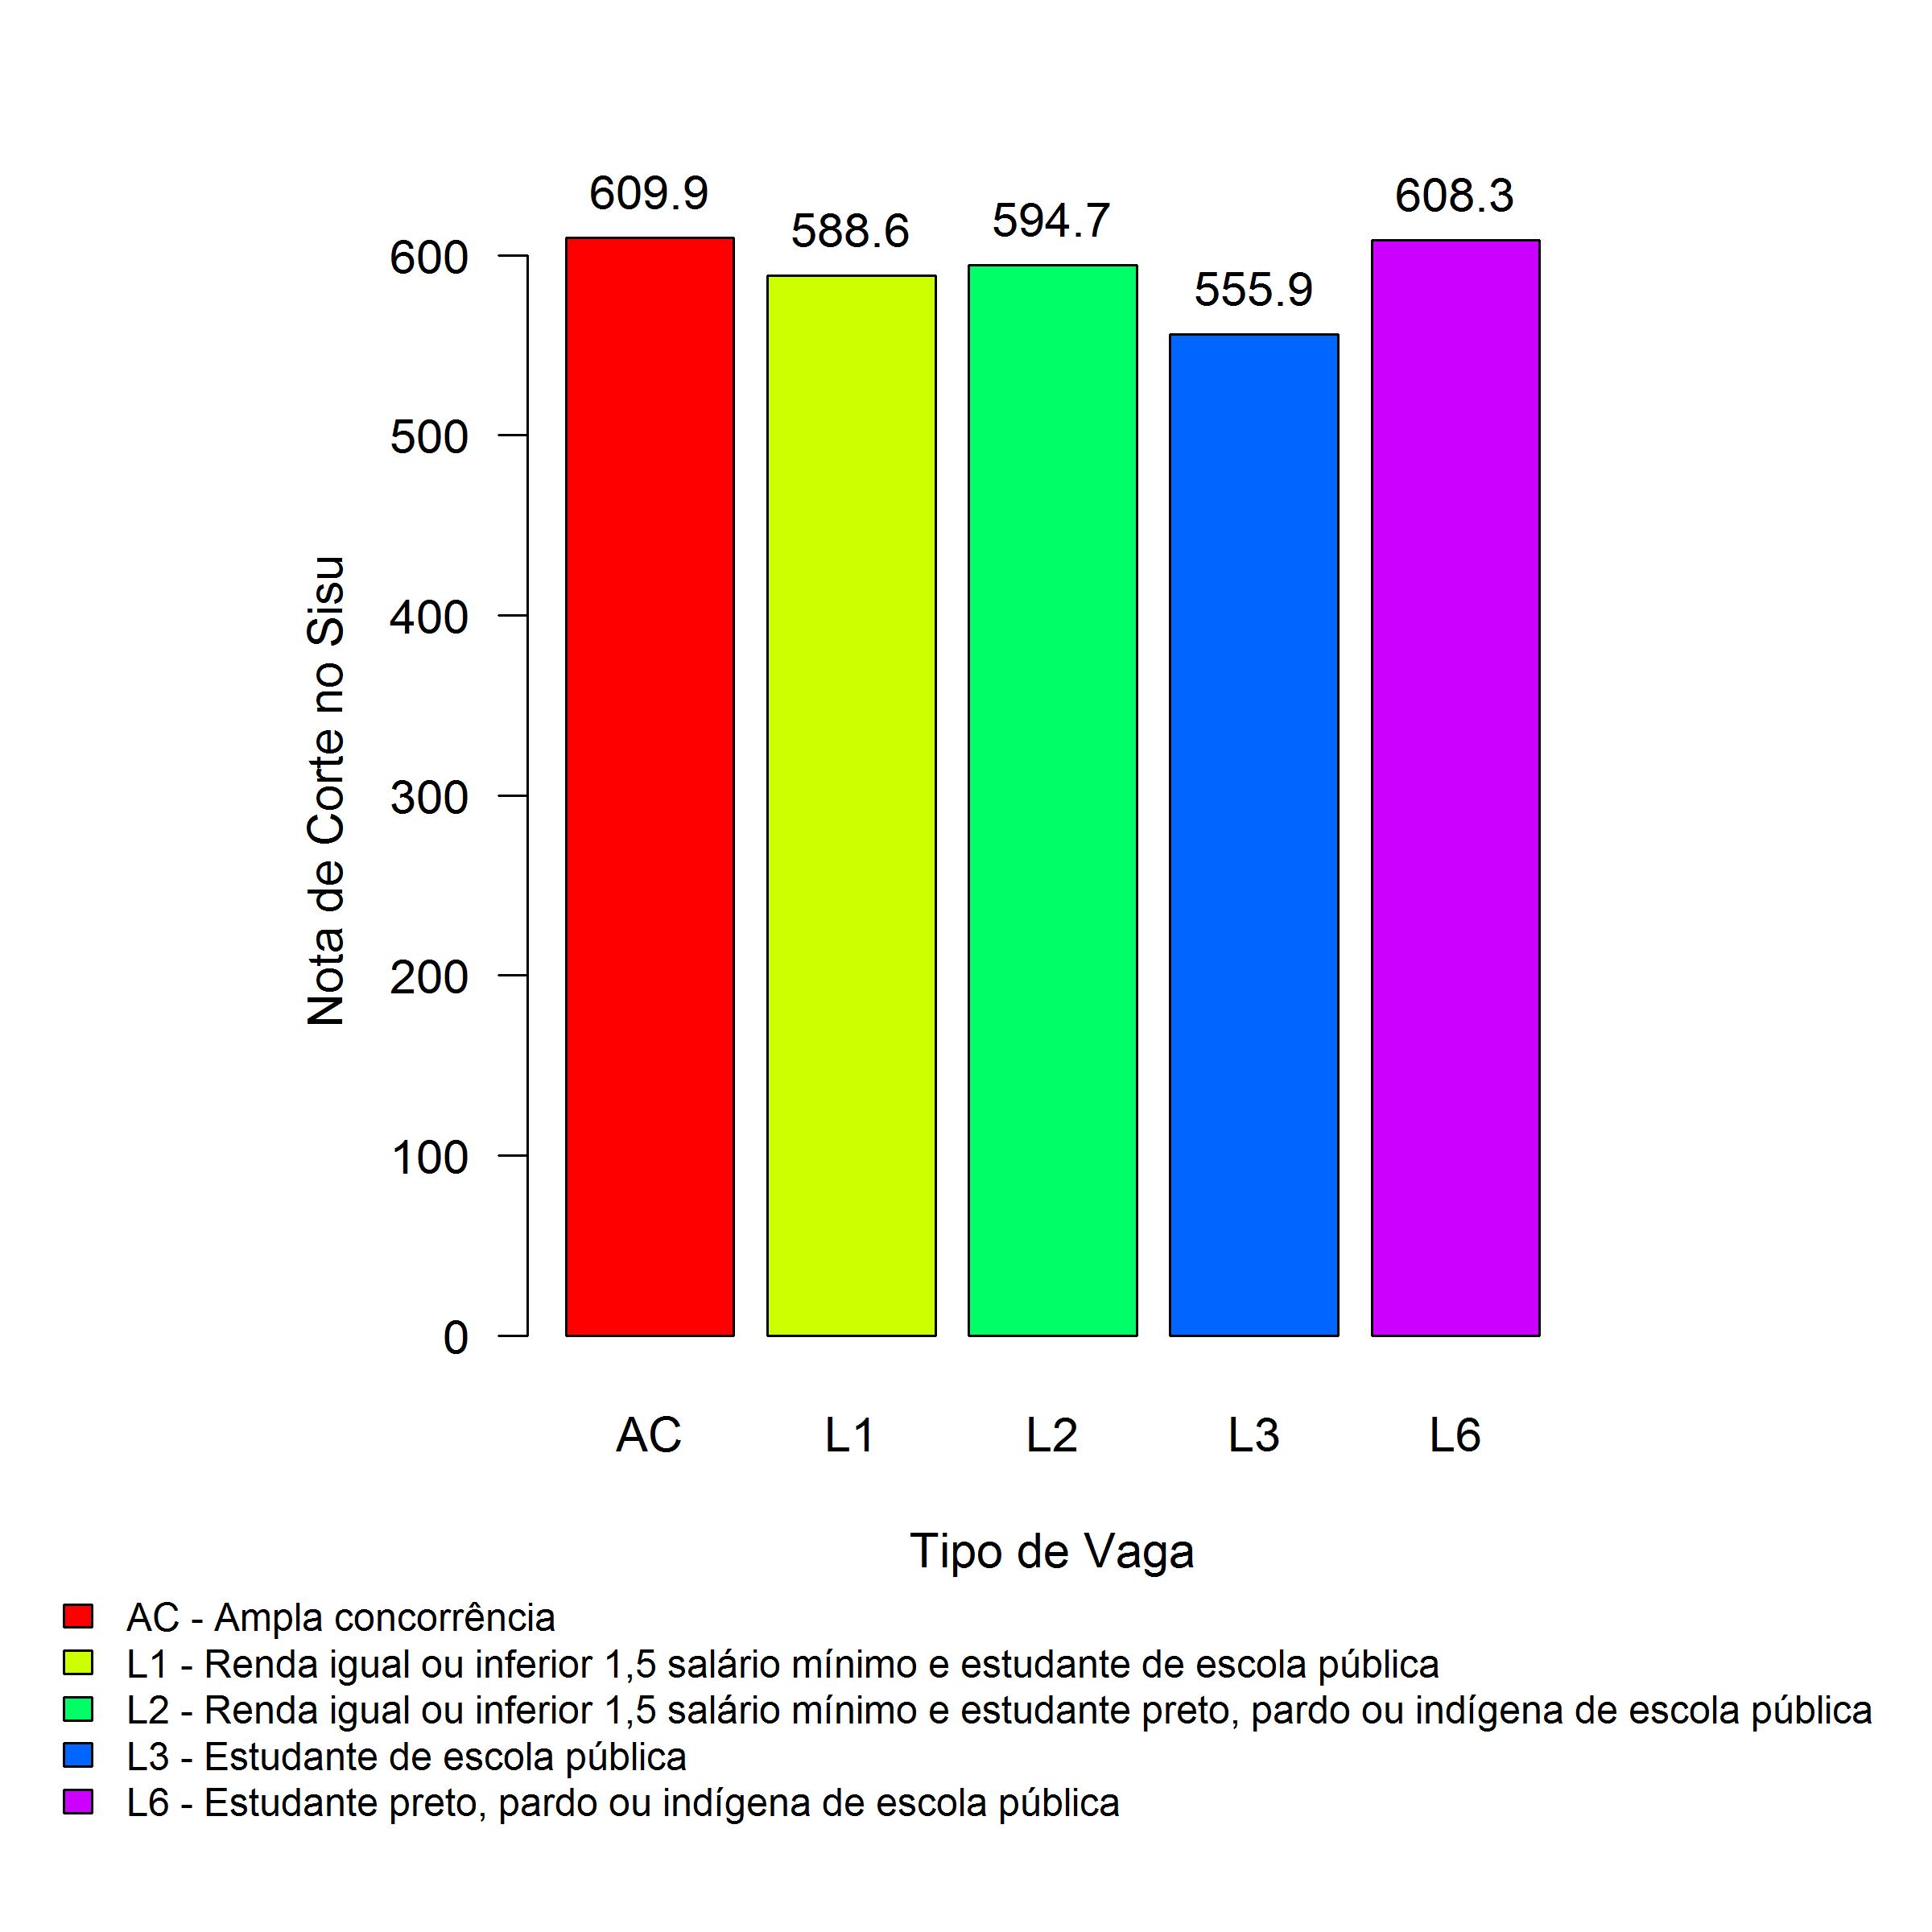 609.9
588.6
594.7
555.9
608.3
600
500
400
300
200
100
0
Nota de Corte no Sisu
AC
L1
L2
L3
L6
Tipo de Vaga
AC - Ampla concorrência
L1 - Renda igual ou inferior 1,5 salário mínimo e estudante de escola pública
L2 - Renda igual ou inferior 1,5 salário mínimo e estudante preto, pardo ou indígena de escola pública
L3 - Estudante de escola pública
L6 - Estudante preto, pardo ou indígena de escola pública